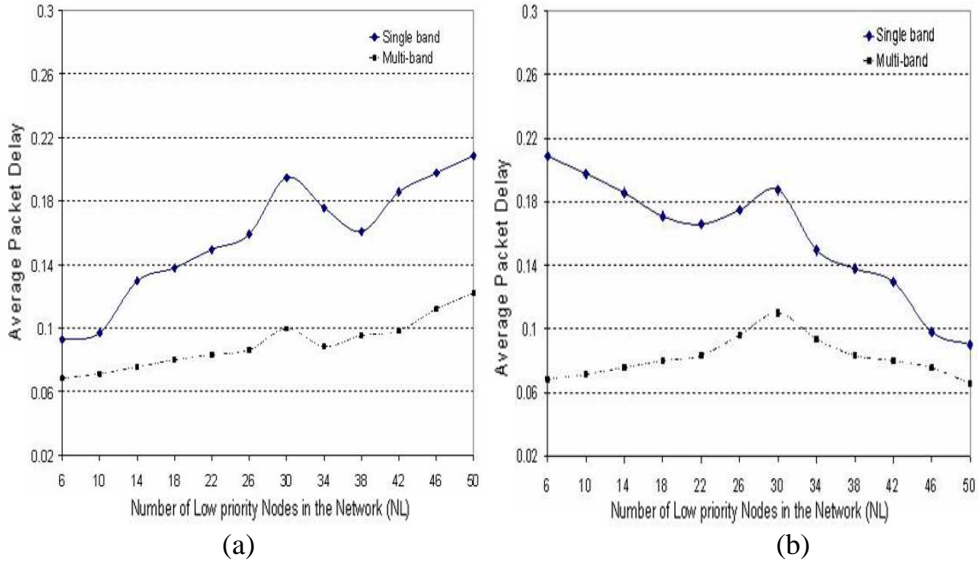 0.3
0.26
0.22
0.18
0.14
0.1
0.06
0.02
Average Packet Delay
Single band
Multi-band
6 10 14 18 22 26 30 34 38 42 46 50
Number of Low priority Nodes in the Network (NL)
(a)
0.3
0.26
0.22
0.18
0.14
0.1
0.06
0.02
Average Packet Delay
Single band
Multi-band
6 10 14 18 22 26 30 34 38 42 46 50
Number of Low priority Nodes in the Network (NL)
(b)